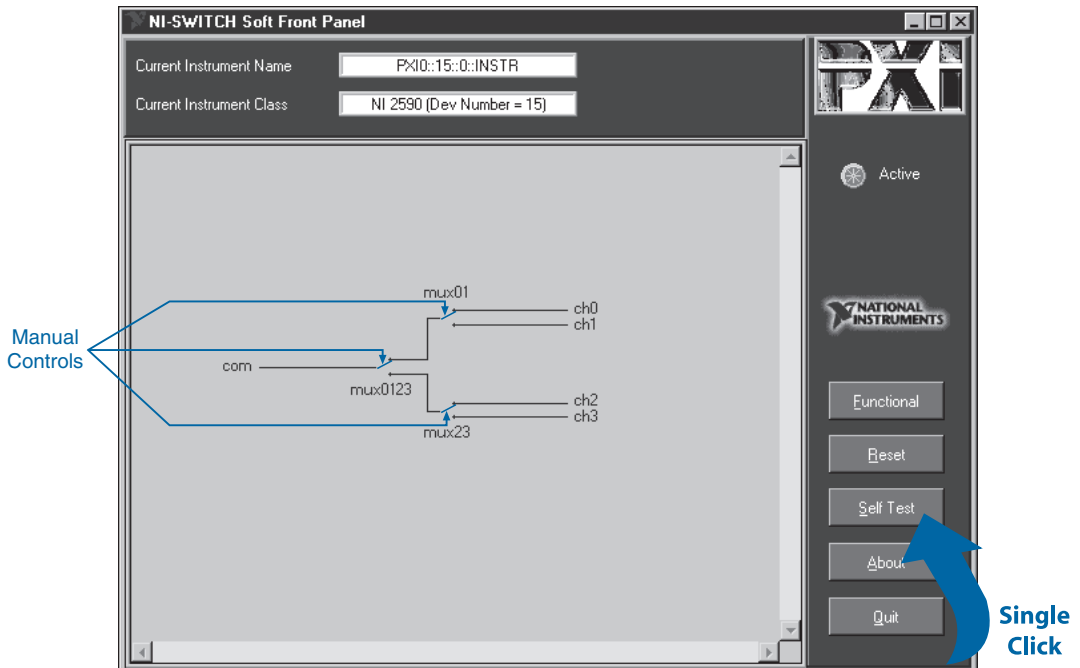 NI-SWITCH Soft Front Panel
Current Instrument Name
PXI0::15::0::INSTR
Current Instrument Class
NI 2590 (Dev Number = 15)
PXI
Active
mux01
ch0
ch1
Manual
Controls
com
mux0123
ch2
ch3
mux23
NATIONAL
INSTRUMENTS
Functional
Reset
Self Test
About
Quit
Single
Click